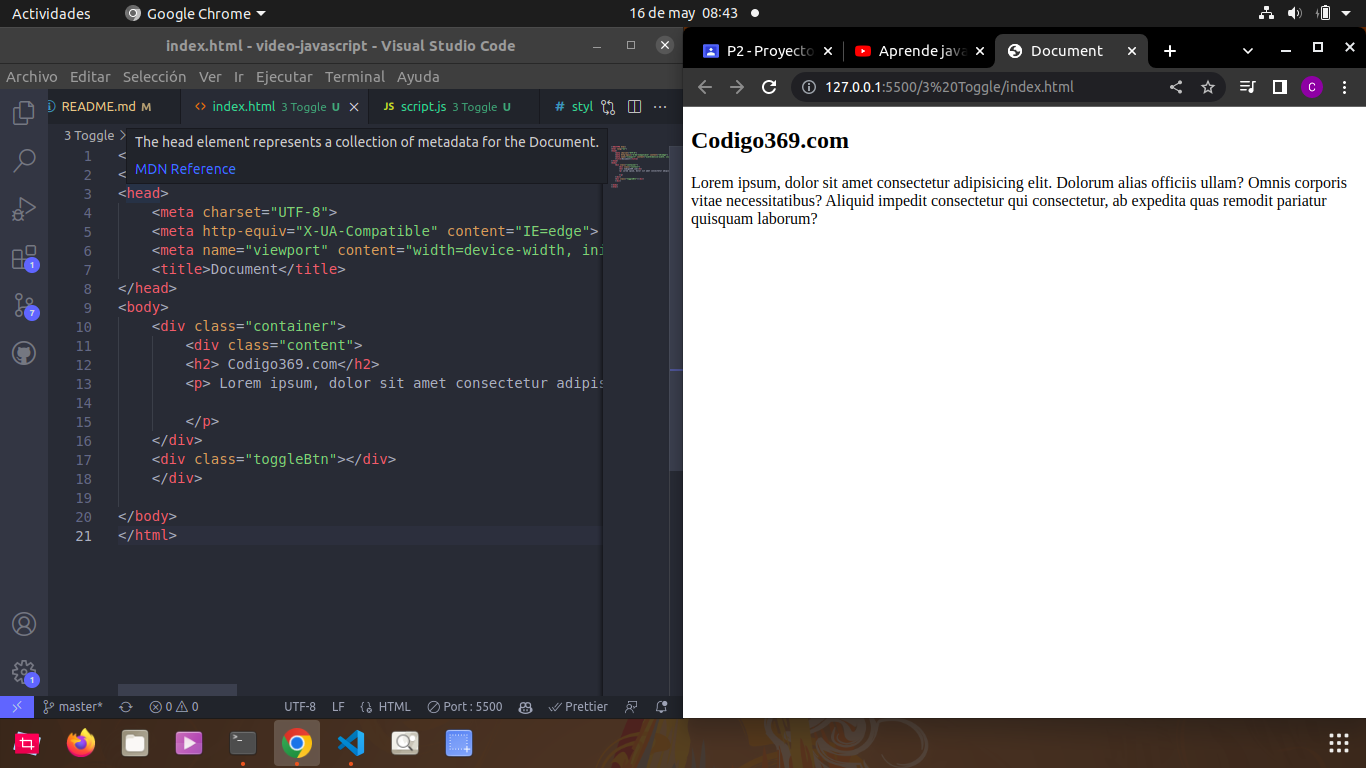 Actividades
Google Chrome
16 de may 08:43
index.html - video-javascript - Visual Studio Code
Archivo Editar Selección Ver Ir Ejecutar Terminal Ayuda
README.md M
<> index.html 3 Toggle U
JS script.js 3 Toggle U
# styl
3 Toggle >
The head element represents a collection of metadata for the Document.
MDN Reference
1 <
2 <
3 <head>
4 <meta charset="UTF-8">
5 <meta http-equiv="X-UA-Compatible" content="IE=edge">
6 <meta name="viewport" content="width=device-width, ini
7 <title>Document</title>
8 </head>
9 <body>
10 <div class="container">
11 <div class="content">
12 <h2> Codigo369.com</h2>
13 <p> Lorem ipsum, dolor sit amet consectetur adipis
14
15 </p>
16 </div>
17 <div class="toggleBtn"></div>
18 </div>
19
20 </body>
21 </html>
1
7
1
master* 0 0 UTF-8 LF HTML Port : 5500 Prettier
P2 - Proyecto
Aprende java
Document
127.0.0.1:5500/3%20Toggle/index.html
C
Codigo369.com
Lorem ipsum, dolor sit amet consectetur adipisicing elit. Dolorum alias officiis ullam? Omnis corporis
vitae necessitatibus? Aliquid impedit consectetur qui consectetur, ab expedita quas remodit pariatur
quisquam laborum?